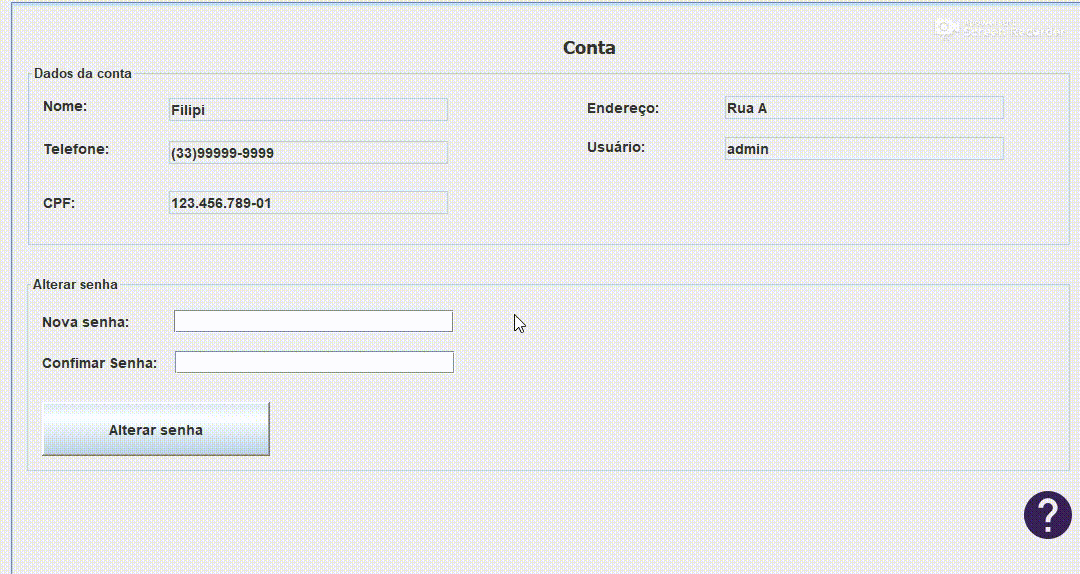 Screen Recorder
Conta
Dados da conta
Nome: Filipi
Endereço: Rua A
Telefone: (33)99999-9999
Usuário: admin
CPF: 123.456.789-01
Alterar senha
Nova senha:
Confimar Senha:
Alterar senha
?